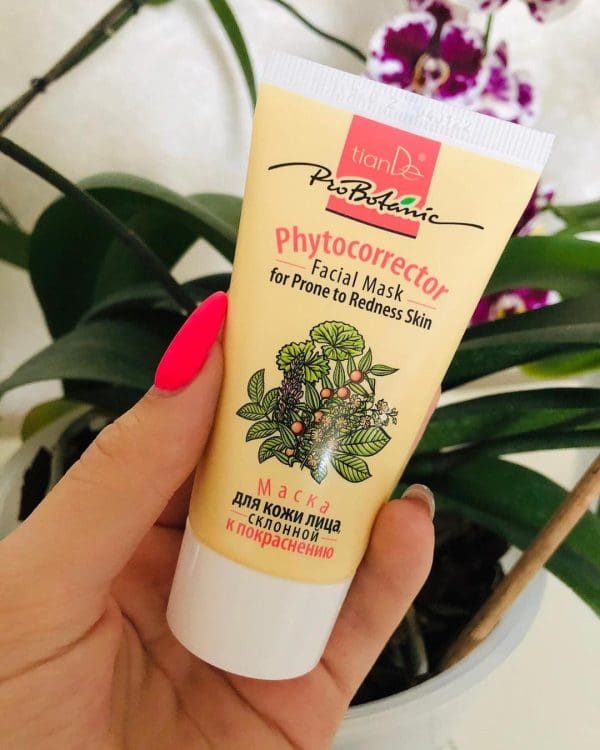 tianDe®
ProBotanic
Phytocorrector
Facial Mask
for Prone to Redness Skin
Маска
для кожи лица,
склонной
к покраснению